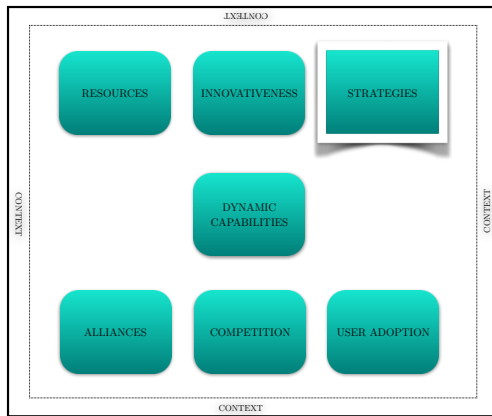 CONTEXT
RESOURCES
INNOVATIVENESS
STRATEGIES
CONTEXT
CONTEXT
DYNAMIC
CAPABILITIES
ALLIANCES
COMPETITION
USER ADOPTION
CONTEXT